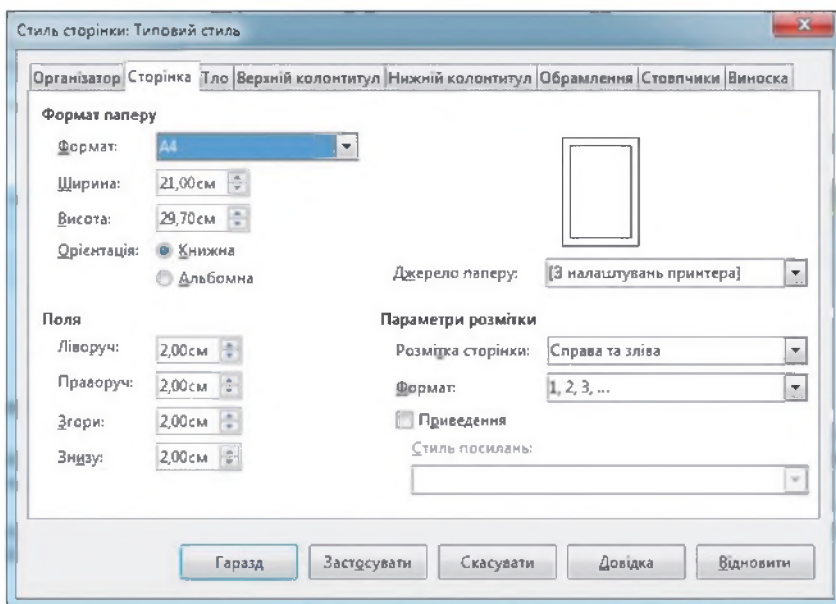 Стиль сторінки: Типовий стиль
Організатор Сторінка Тло Верхній колонтитул Нижній колонтитул Обрамлення Стовпчики Виноска
Формат паперу
Формат: A4
Ширина: 21,00см
Висота: 29,70см
Орієнтація: Книжна
Альбомна
Джерело паперу: [З налаштувань принтера]
Поля
Ліворуч: 2,00см
Праворуч: 2,00см
Згори: 2,00см
Знизу: 2,00см
Параметри розмітки
Розмітка сторінки: Справа та зліва
Формат: 1, 2, 3, ...
Приведення
Стиль посилань:
Гаразд Застосувати Скасувати Довідка Відновити